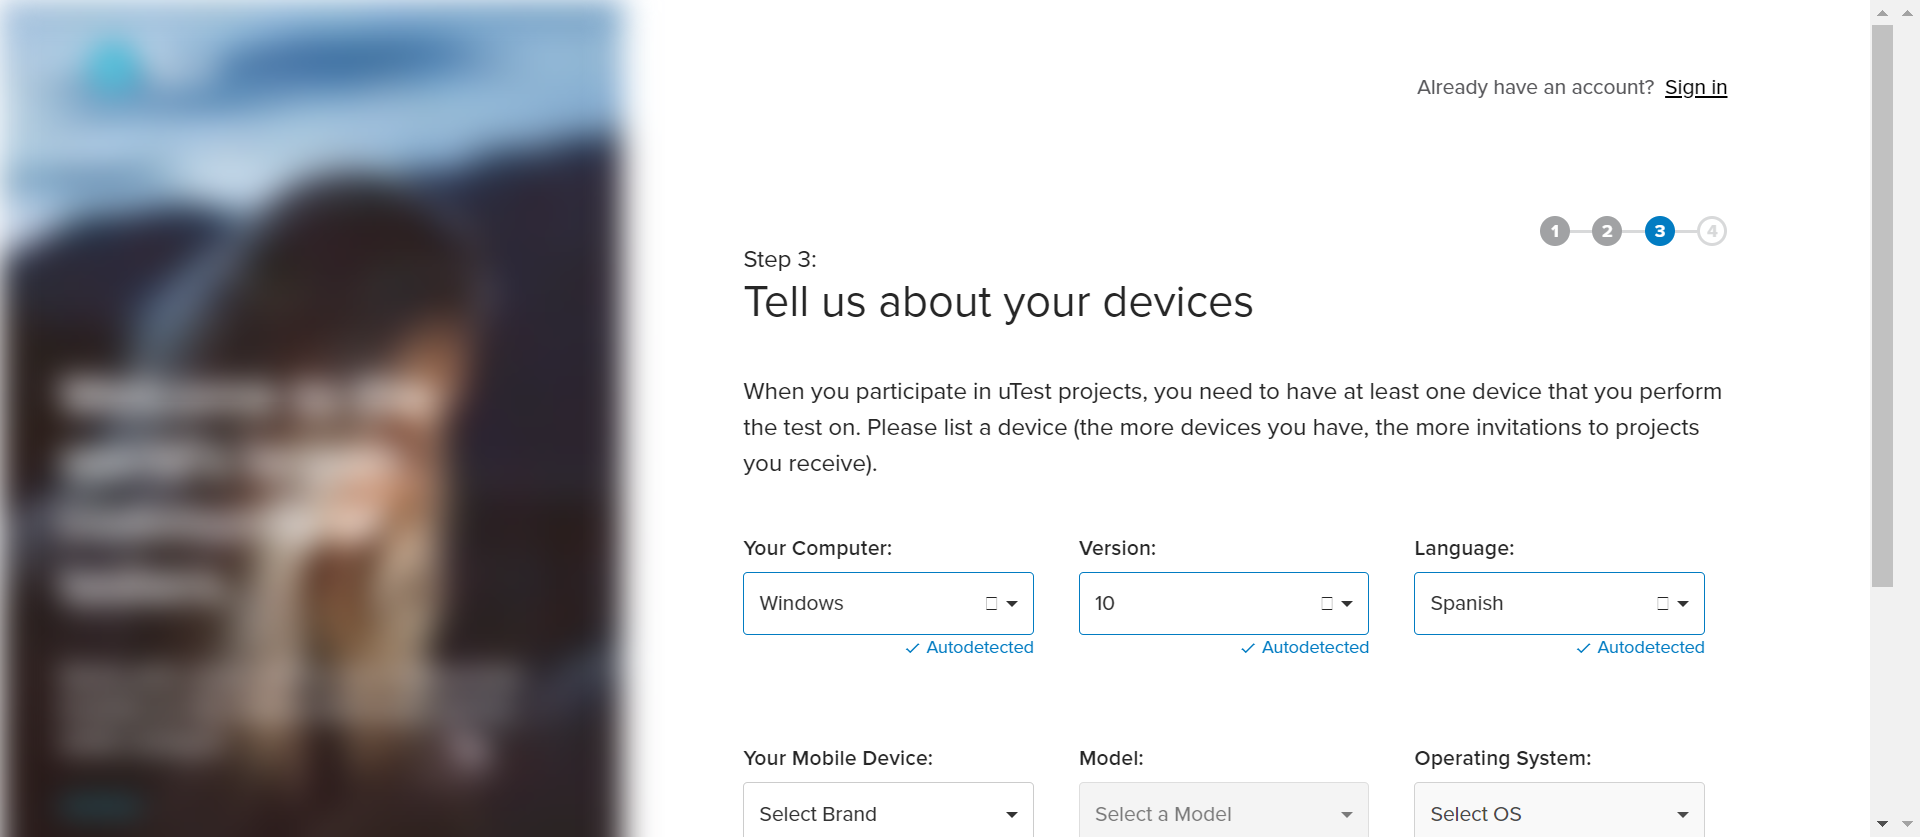 Already have an account? Sign in
1 2 3 4
Step 3:
Tell us about your devices
When you participate in uTest projects, you need to have at least one device that you perform
the test on. Please list a device (the more devices you have, the more invitations to projects
you receive).
Your Computer: Version: Language:
Windows 10 Spanish
Autodetected Autodetected Autodetected
Your Mobile Device: Model: Operating System:
Select Brand Select a Model Select OS